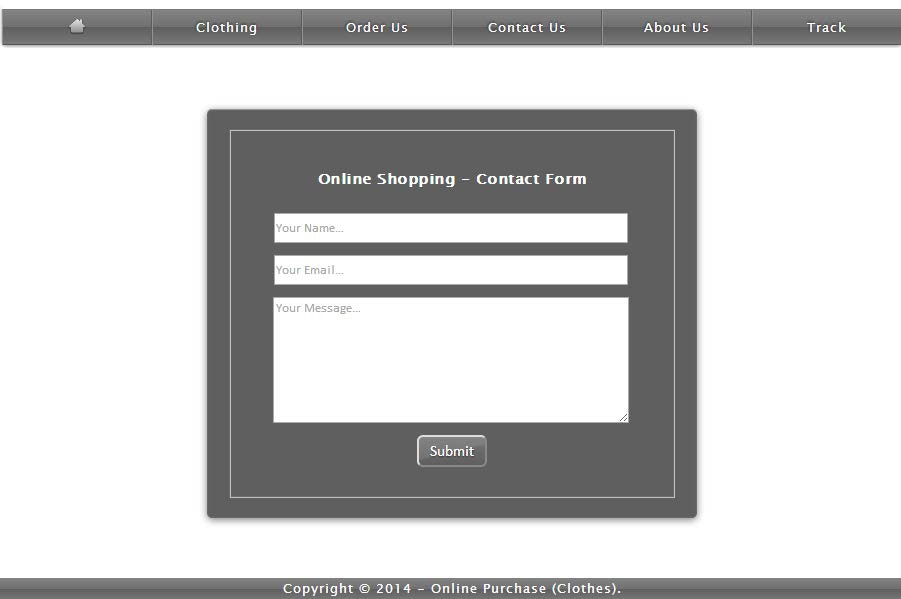 Clothing Order Us Contact Us About Us Track
Online Shopping - Contact Form
Your Name...
Your Email...
Your Message...
Submit
Copyright © 2014 - Online Purchase (Clothes).